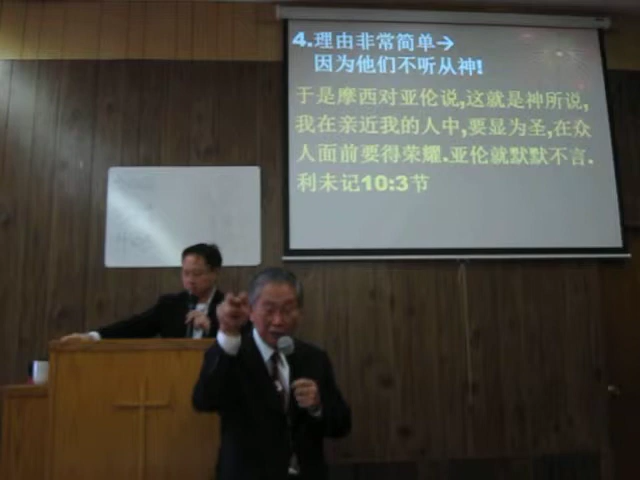 4.理由非常简单→
因为他们不听从神!
于是摩西对亚伦说,这就是神所说,
我在亲近我的人中,要显为圣,在众
人面前要得荣耀.亚伦就默默不言.
利未记10:3节